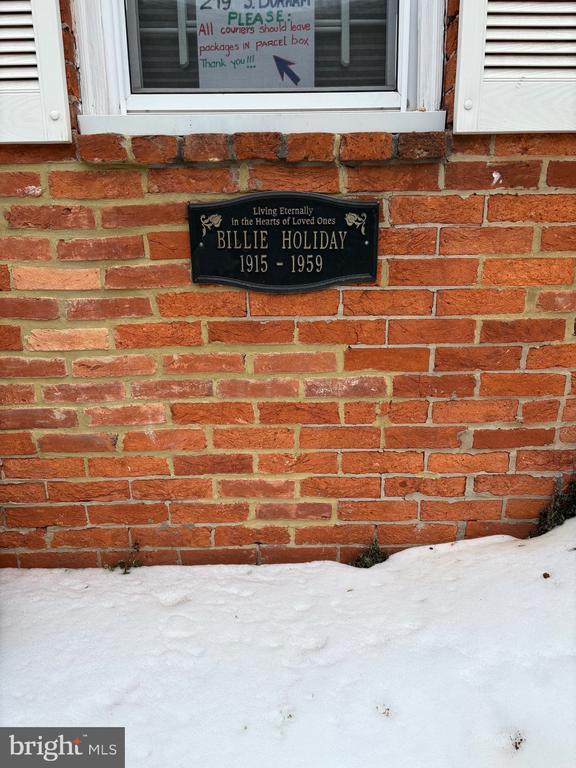 219 S. DURHAM
PLEASE:
All couriers should leave
packages in PARCEL BOX
Thank you!!!
Living Eternally
in the Hearts of Loved Ones
BILLIE HOLIDAY
1915 - 1959
bright MLS